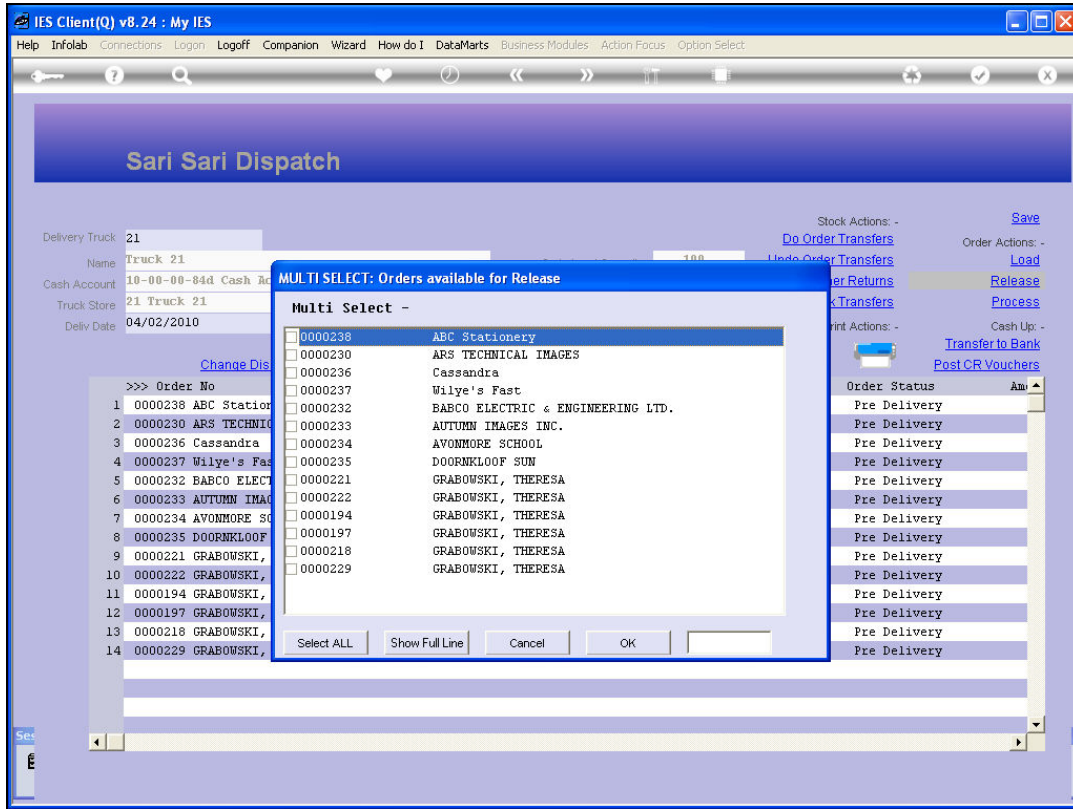 IES Client(Q) v8.24 : My IES
Help Infolab Connections Logon Logoff Companion Wizard How do I DataMarts Business Modules Action Focus Option Select
Sari Sari Dispatch
Stock Actions: - Save
Delivery Truck 21 Do Order Transfers Order Actions: -
Name Truck 21 100 Undo Order Transfers Load
Cash Account 10-00-00-84d Cash Returns Release
Truck Store 21 Truck 21 Transfers Process
Deliv Date 04/02/2010 Actions: - Cash Up: -
Transfer to Bank
Change Post CR Vouchers
>>> Order No Order Status
1 0000238 ABC Pre Delivery
2 0000230 ARS Pre Delivery
3 0000236 Cassandra Pre Delivery
4 0000237 Wilye's Pre Delivery
5 0000232 BABCO Pre Delivery
6 0000233 AUTUMN Pre Delivery
7 0000234 AVONMORE Pre Delivery
8 0000235 DOORNKLOOF Pre Delivery
9 0000221 GRABOWSKI, Pre Delivery
10 0000222 GRABOWSKI, Pre Delivery
11 0000194 GRABOWSKI, Pre Delivery
12 0000197 GRABOWSKI, Pre Delivery
13 0000218 GRABOWSKI, Pre Delivery
14 0000229 GRABOWSKI, Pre Delivery
MULTI SELECT: Orders available for Release
Multi Select -
0000238 ABC Stationery
0000230 ARS TECHNICAL IMAGES
0000236 Cassandra
0000237 Wilye's Fast
0000232 BABCO ELECTRIC & ENGINEERING LTD.
0000233 AUTUMN IMAGES INC.
0000234 AVONMORE SCHOOL
0000235 DOORNKLOOF SUN
0000221 GRABOWSKI, THERESA
0000222 GRABOWSKI, THERESA
0000194 GRABOWSKI, THERESA
0000197 GRABOWSKI, THERESA
0000218 GRABOWSKI, THERESA
0000229 GRABOWSKI, THERESA
Select ALL Show Full Line Cancel OK